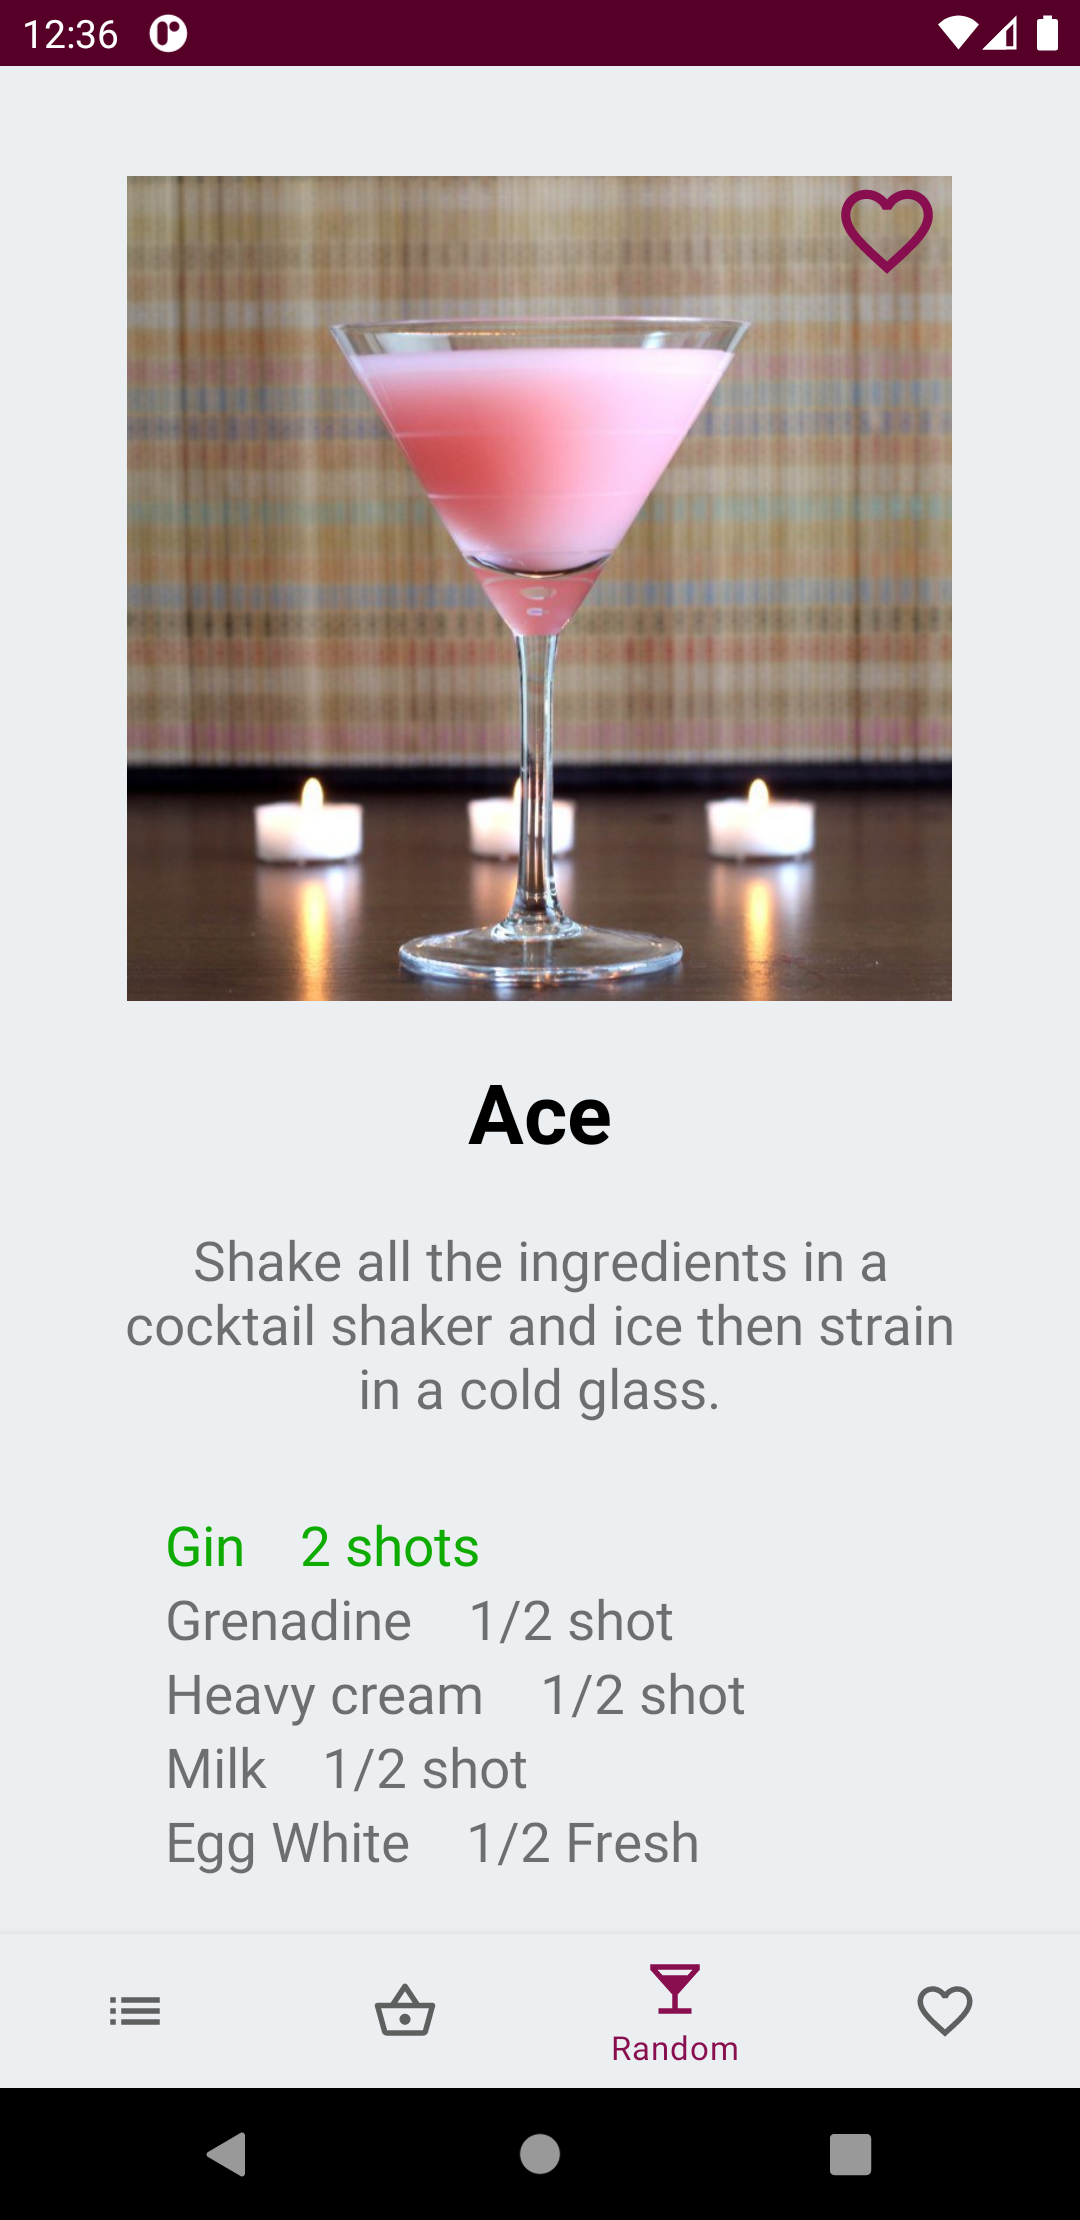 12:36
Ace
Shake all the ingredients in a
cocktail shaker and ice then strain
in a cold glass.
Gin 2 shots
Grenadine 1/2 shot
Heavy cream 1/2 shot
Milk 1/2 shot
Egg White 1/2 Fresh
Random